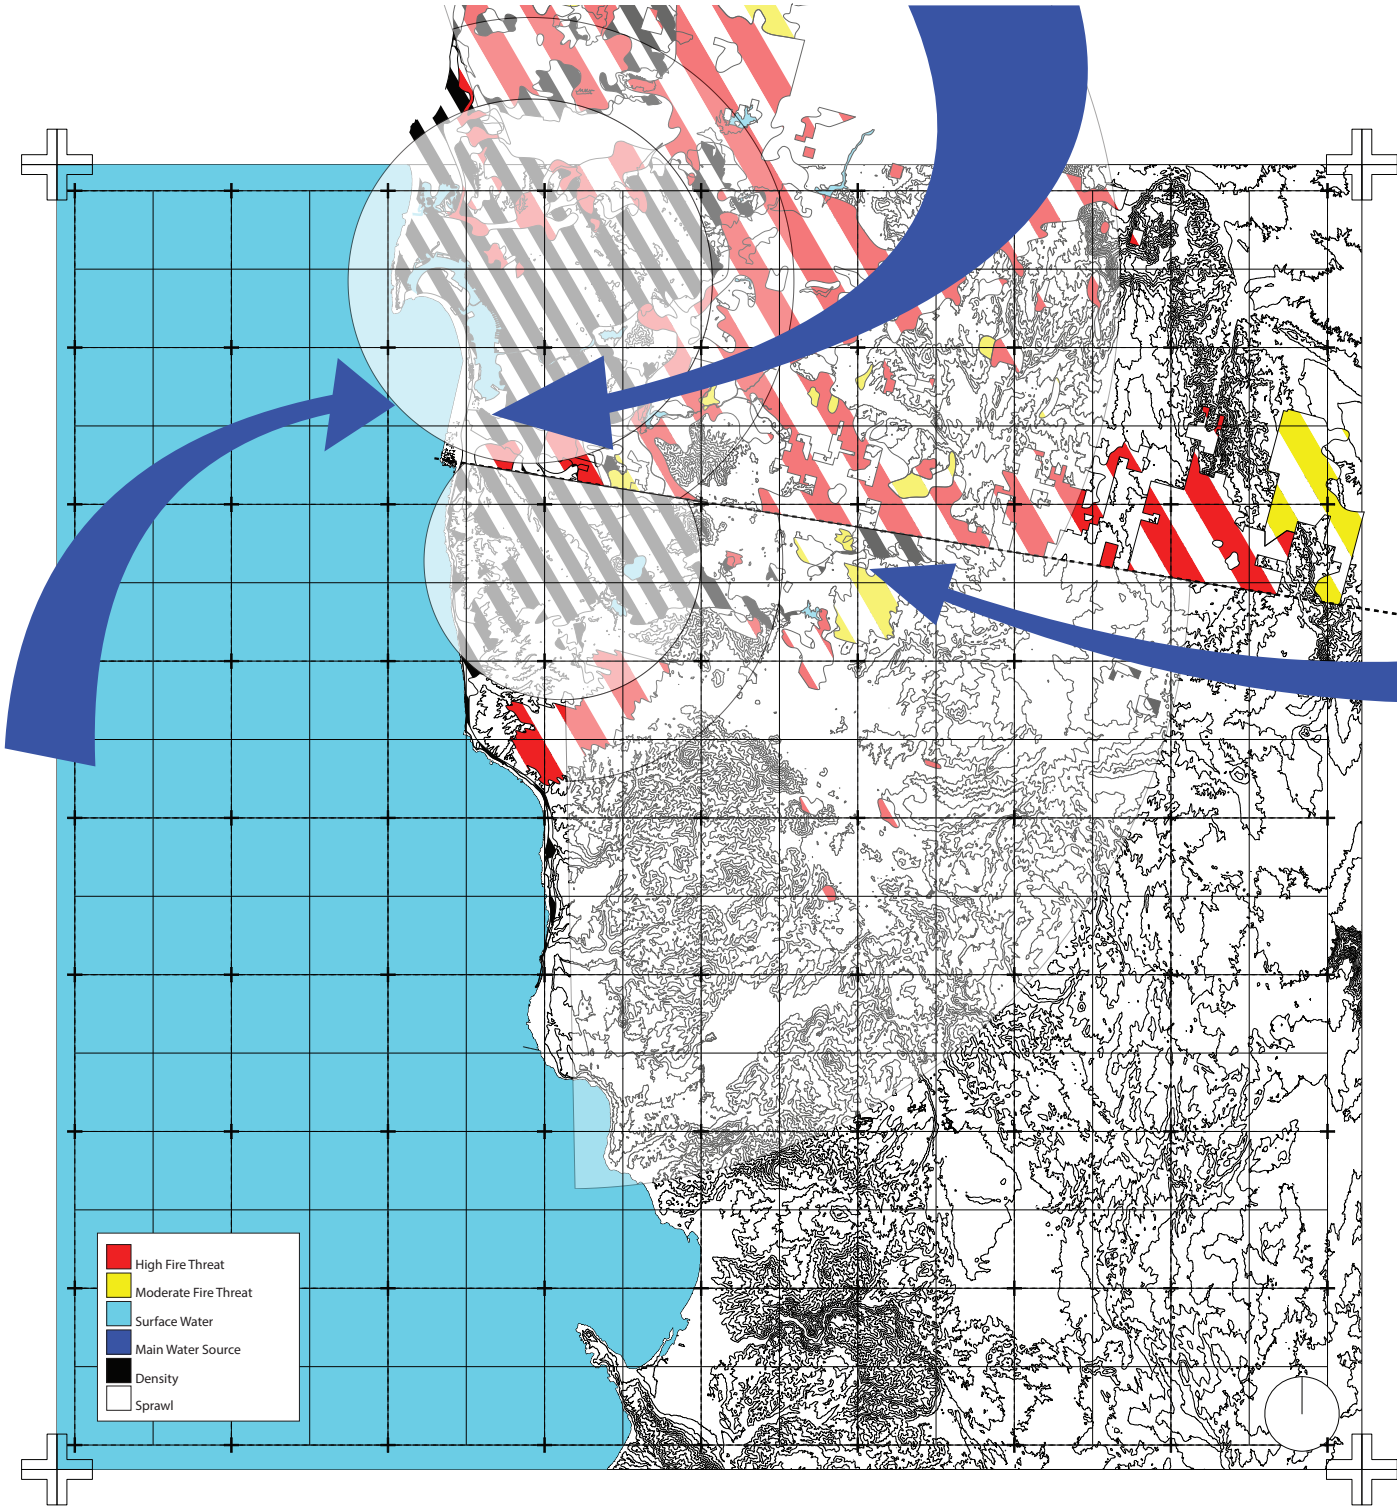 High Fire Threat
Moderate Fire Threat
Surface Water
Main Water Source
Density
Sprawl